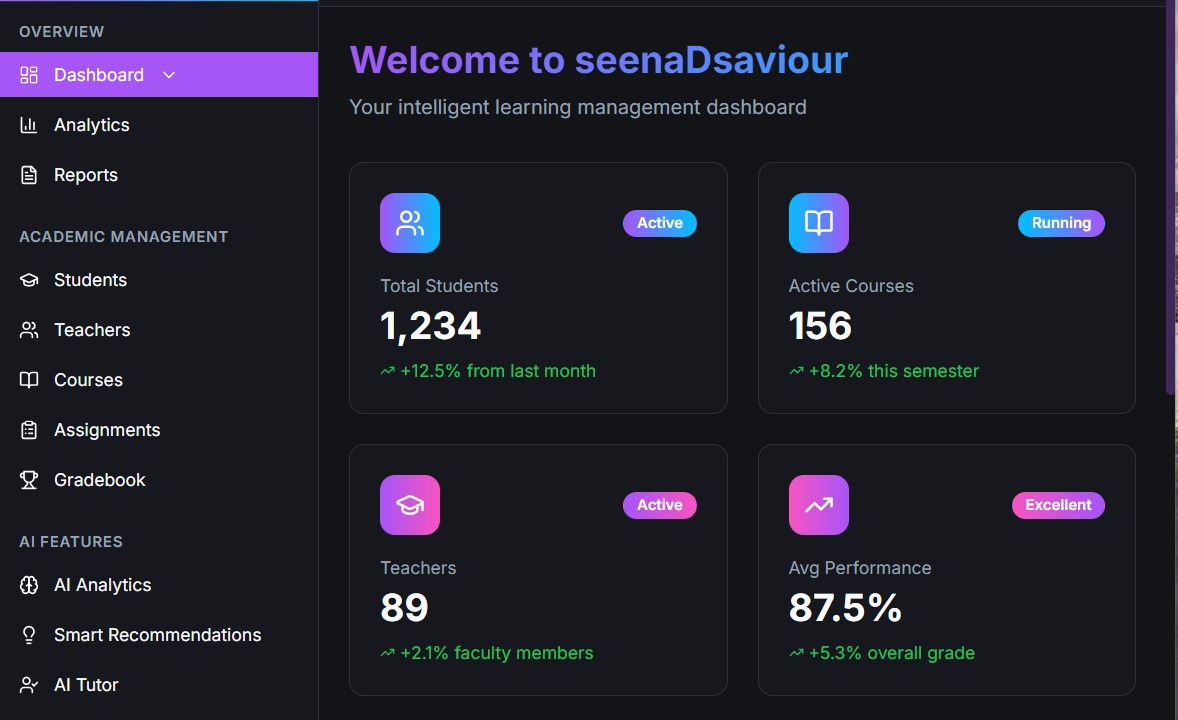 OVERVIEW
Dashboard
Analytics
Reports
ACADEMIC MANAGEMENT
Students
Teachers
Courses
Assignments
Gradebook
AI FEATURES
AI Analytics
Smart Recommendations
AI Tutor
Welcome to seenaDsaviour
Your intelligent learning management dashboard
Active
Total Students
1,234
+12.5% from last month
Running
Active Courses
156
+8.2% this semester
Active
Teachers
89
+2.1% faculty members
Excellent
Avg Performance
87.5%
+5.3% overall grade